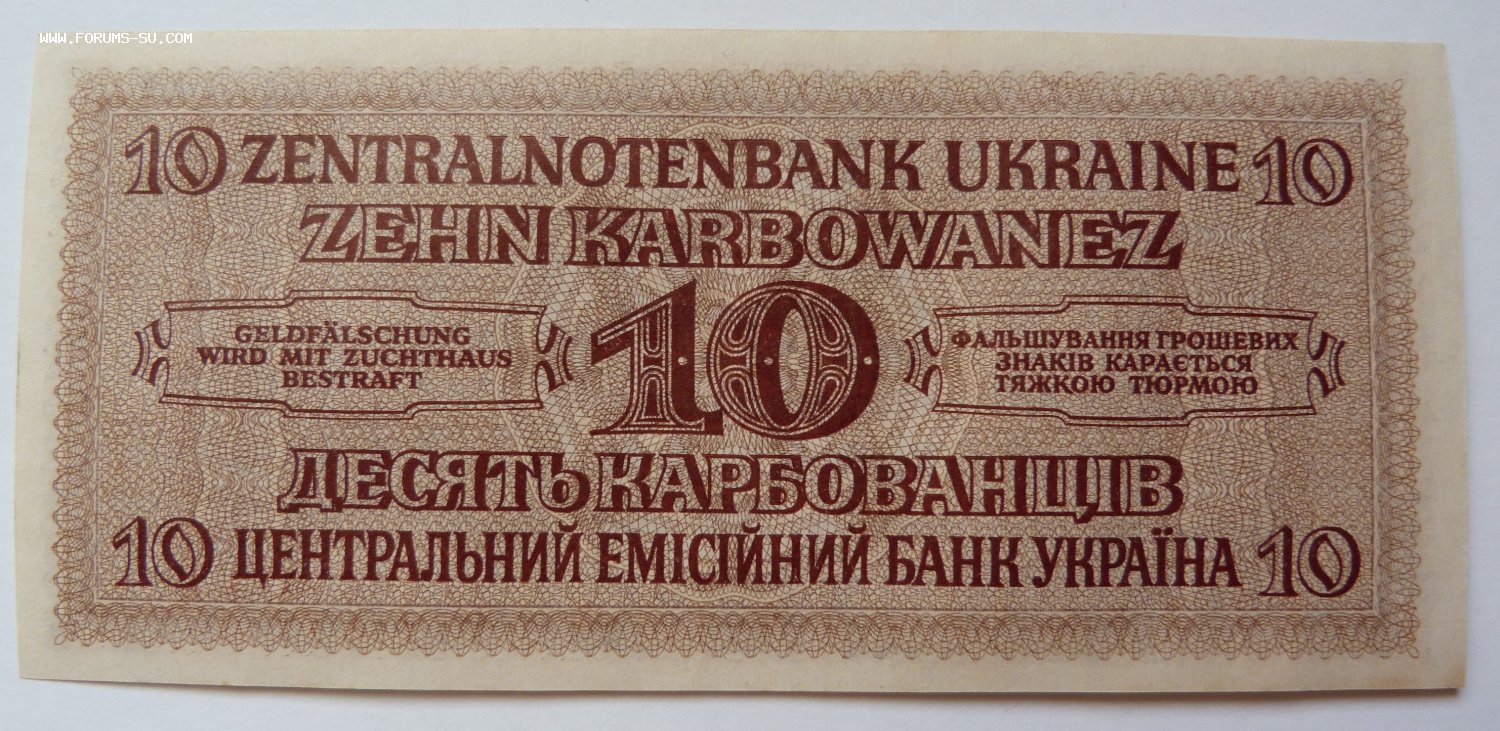 WWW.FORUMS-SU.COM
10 ZENTRALNOTENBANK UKRAINE 10
ZEHN KARBOWANEZ
GELDFÄLSCHUNG
WIRD MIT ZUCHTHAUS
BESTRAFT
10
ФАЛЬШУВАННЯ ГРОШЕВИХ
ЗНАКІВ КАРАЄТЬСЯ
ТЯЖКОЮ ТЮРМОЮ
ДЕСЯТЬ КАРБОВАНЦІВ
10 ЦЕНТРАЛЬНИЙ ЕМІСІЙНИЙ БАНК УКРАЇНА 10